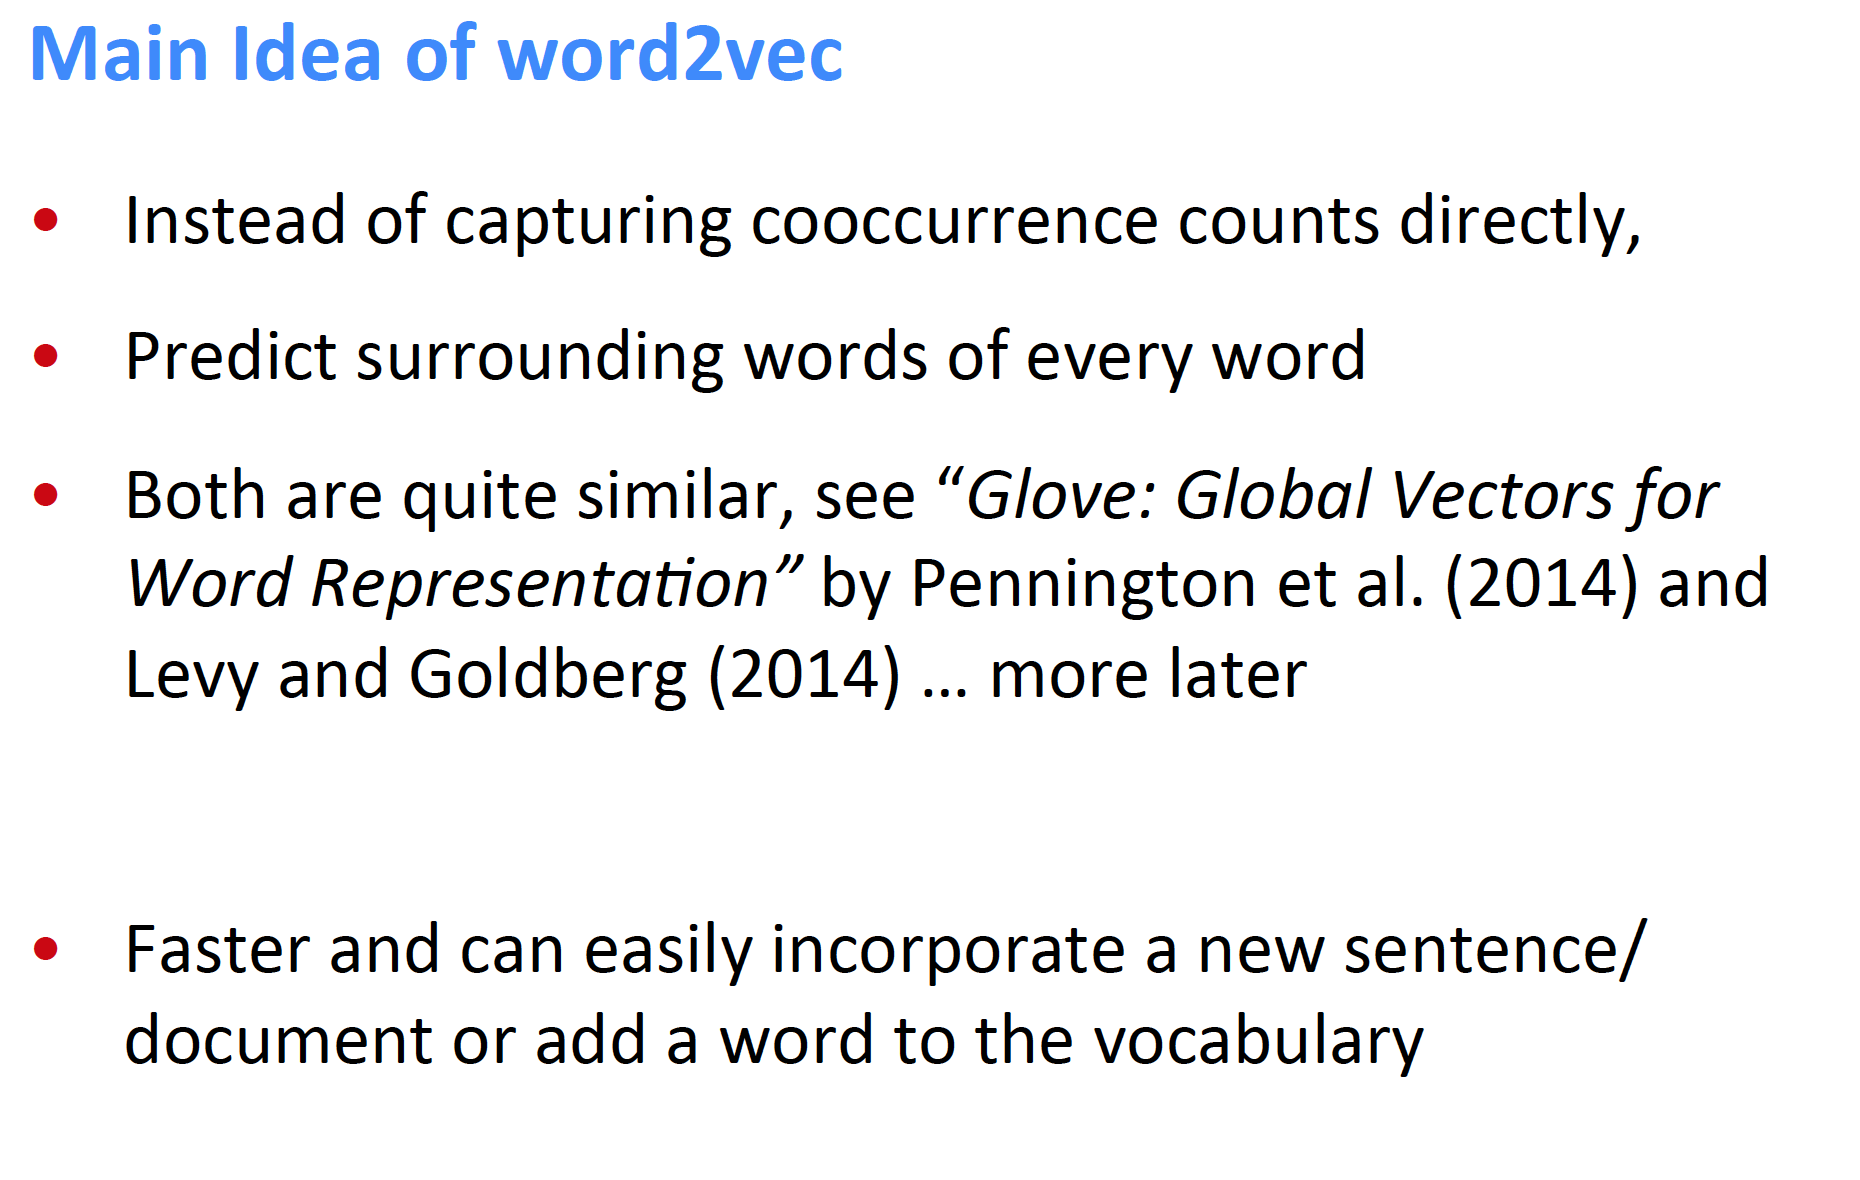 Main Idea of word2vec
• Instead of capturing cooccurrence counts directly,
• Predict surrounding words of every word
• Both are quite similar, see “Glove: Global Vectors for
Word Representation” by Pennington et al. (2014) and
Levy and Goldberg (2014) … more later
• Faster and can easily incorporate a new sentence/
document or add a word to the vocabulary